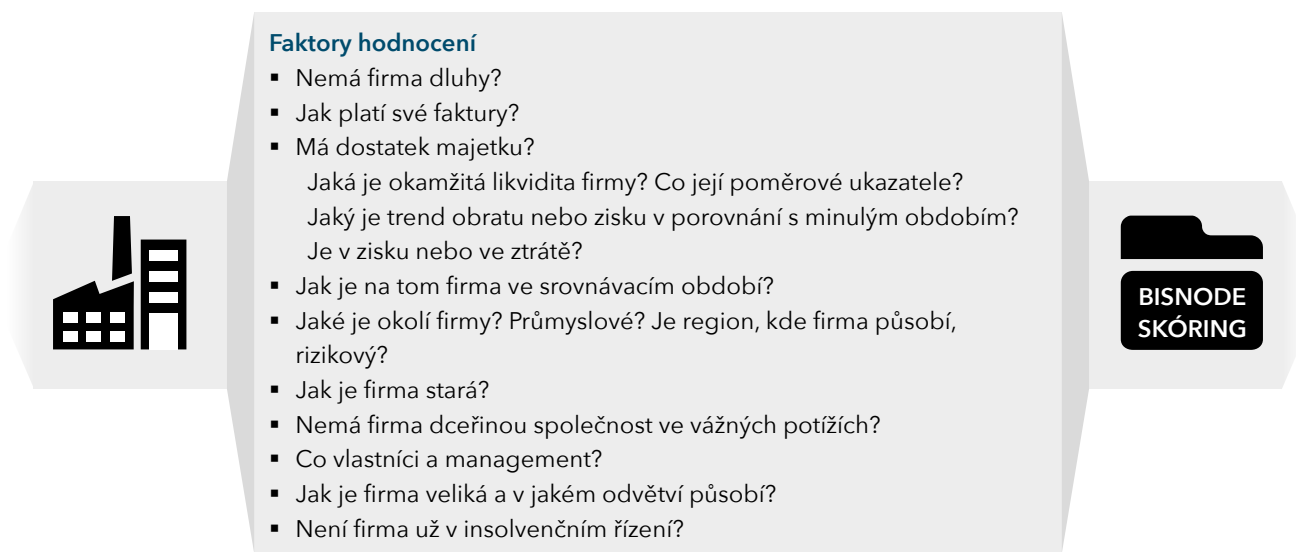 Faktory hodnocení
▪ Nemá firma dluhy?
▪ Jak platí své faktury?
▪ Má dostatek majetku?
Jaká je okamžitá likvidita firmy? Co její poměrové ukazatele?
Jaký je trend obratu nebo zisku v porovnání s minulým obdobím?
Je v zisku nebo ve ztrátě?
▪ Jak je na tom firma ve srovnávacím období?
▪ Jaké je okolí firmy? Průmyslové? Je region, kde firma působí,
rizikový?
▪ Jak je firma stará?
▪ Nemá firma dceřinou společnost ve vážných potížích?
▪ Co vlastníci a management?
▪ Jak je firma veliká a v jakém odvětví působí?
▪ Není firma už v insolvenčním řízení?
BISNODE
SKÓRING